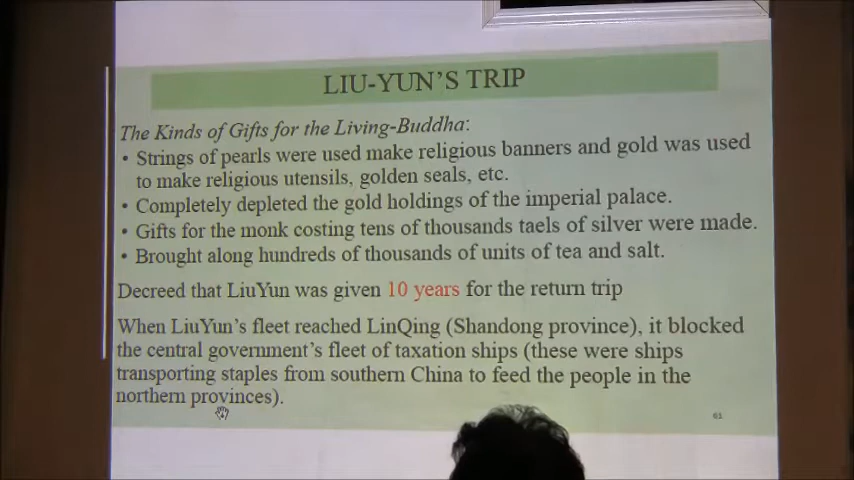 LIU-YUN'S TRIP
The Kinds of Gifts for the Living-Buddha:
• Strings of pearls were used make religious banners and gold was used
to make religious utensils, golden seals, etc.
• Completely depleted the gold holdings of the imperial palace.
• Gifts for the monk costing tens of thousands taels of silver were made.
• Brought along hundreds of thousands of units of tea and salt.
Decreed that LiuYun was given 10 years for the return trip
When LiuYun's fleet reached LinQing (Shandong province), it blocked
the central government's fleet of taxation ships (these were ships
transporting staples from southern China to feed the people in the
northern provinces).
61